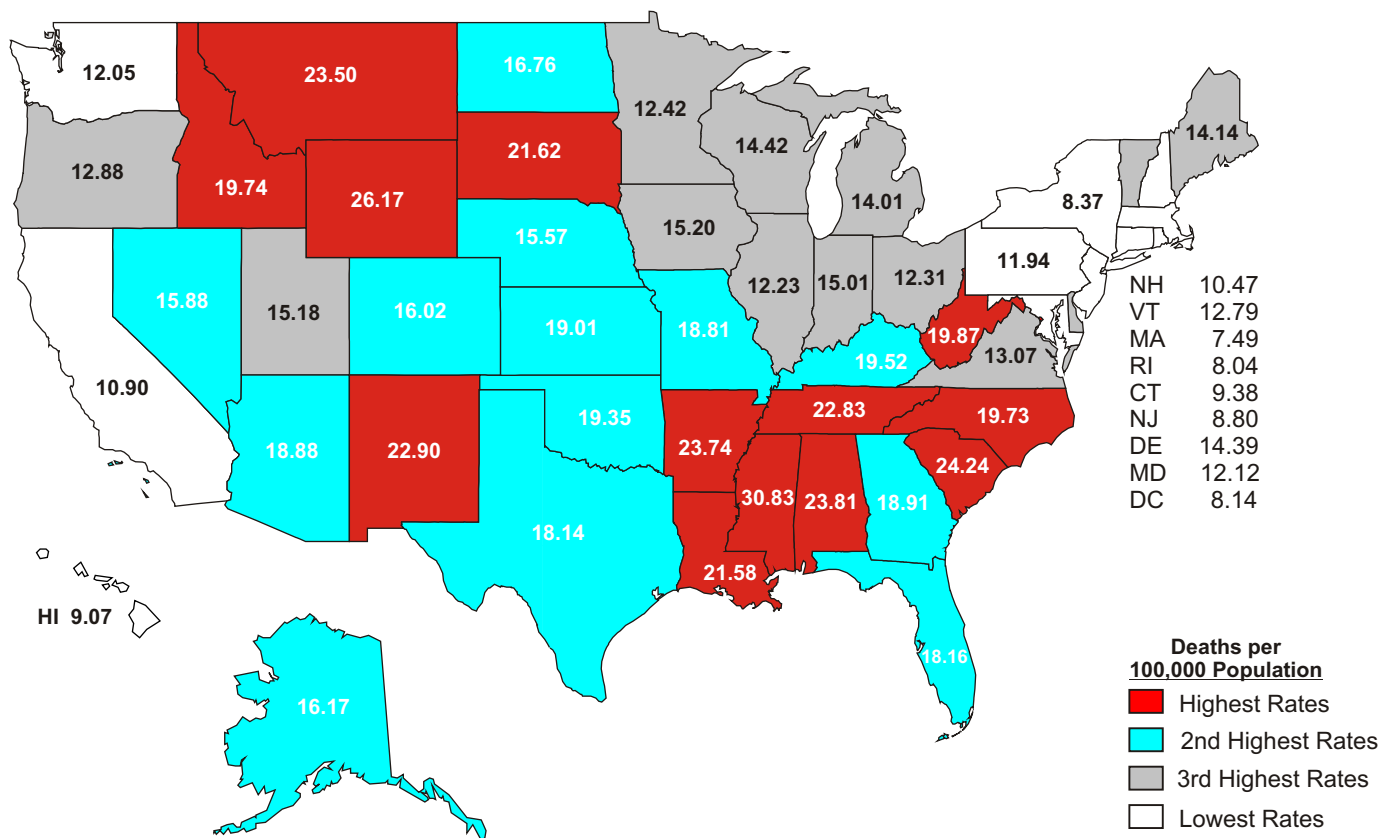 12.05
23.50
16.76
12.42
14.14
12.88
19.74
26.17
21.62
14.42
14.01
8.37
15.57
15.20
11.94
15.88
15.18
16.02
19.01
18.81
12.23
15.01
12.31
19.87
13.07
19.52
10.90
18.88
22.90
19.35
23.74
22.83
19.73
24.24
30.83
23.81
18.91
18.14
21.58
18.16
HI 9.07
16.17
NH 10.47
VT 12.79
MA 7.49
RI 8.04
CT 9.38
NJ 8.80
DE 14.39
MD 12.12
DC 8.14
Deaths per
100,000 Population
Highest Rates
2nd Highest Rates
3rd Highest Rates
Lowest Rates